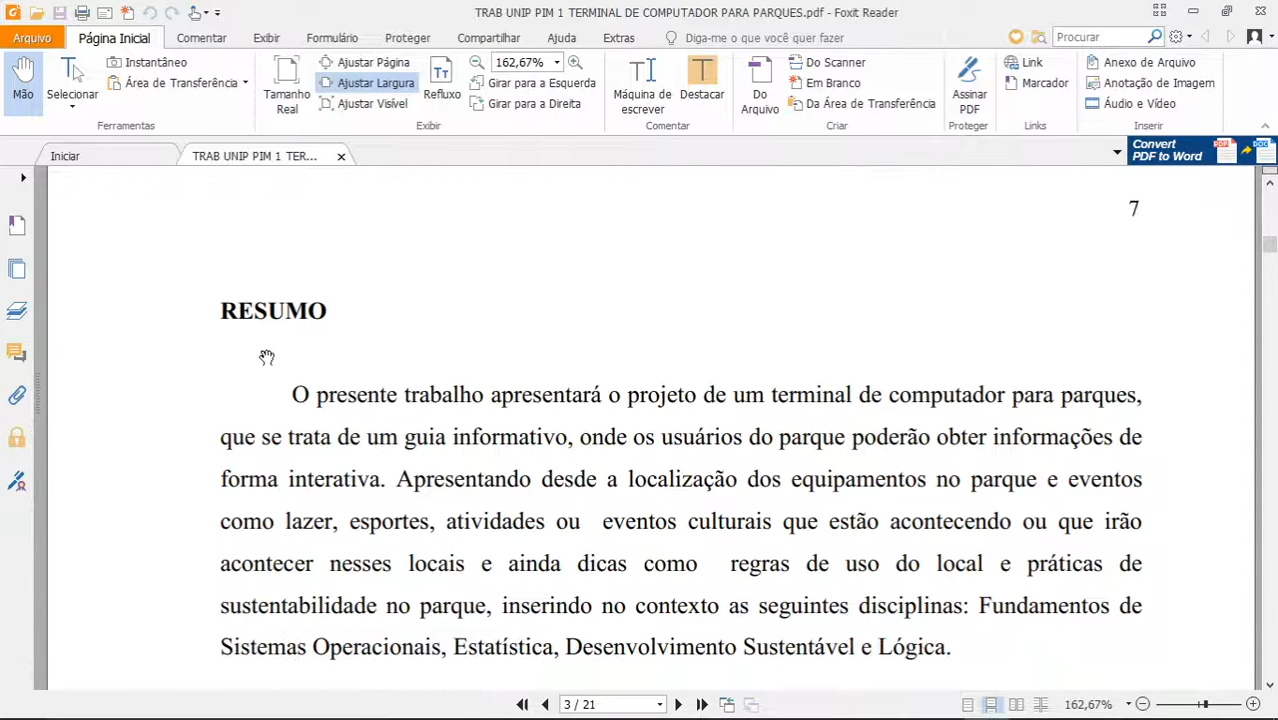 TRAB UNIP PIM 1 TERMINAL DE COMPUTADOR PARA PARQUES.pdf - Foxit Reader
Arquivo Página Inicial Comentar Exibir Formulário Proteger Compartilhar Ajuda Extras Diga-me o que você deseja fazer Procurar
Mão
Selecionar
Instantâneo
Área de Transferência
Ferramentas
Tamanho
Real
Ajustar Página
Ajustar Largura
Ajustar Visível
Refluxo
162,67%
Girar para a Esquerda
Girar para a Direita
Exibir
Máquina de
escrever
Destacar
Comentar
Do
Arquivo
Do Scanner
Em Branco
Da Área de Transferência
Criar
Assinar
PDF
Proteger
Link
Marcador
Links
Anexo de Arquivo
Anotação de Imagem
Áudio e Vídeo
Inserir
Iniciar
TRAB UNIP PIM 1 TER...
Convert
PDF to Word
7
RESUMO
O presente trabalho apresentará o projeto de um terminal de computador para parques,
que se trata de um guia informativo, onde os usuários do parque poderão obter informações de
forma interativa. Apresentando desde a localização dos equipamentos no parque e eventos
como lazer, esportes, atividades ou eventos culturais que estão acontecendo ou que irão
acontecer nesses locais e ainda dicas como regras de uso do local e práticas de
sustentabilidade no parque, inserindo no contexto as seguintes disciplinas: Fundamentos de
Sistemas Operacionais, Estatística, Desenvolvimento Sustentável e Lógica.
3 / 21
162,67%